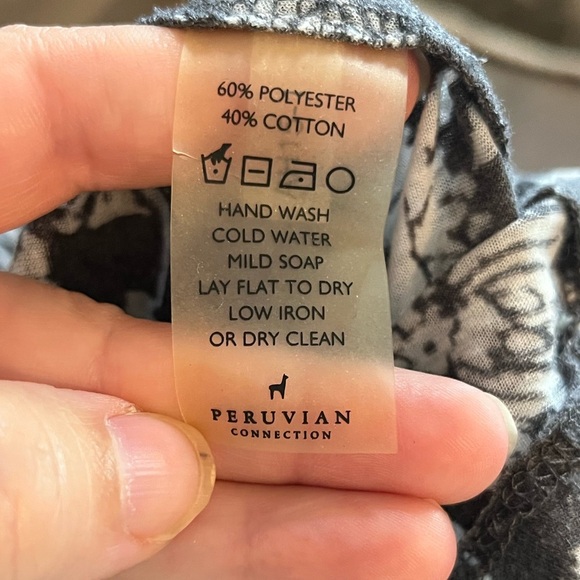 60% POLYESTER
40% COTTON
HAND WASH
COLD WATER
MILD SOAP
LAY FLAT TO DRY
LOW IRON
OR DRY CLEAN
PERUVIAN
CONNECTION